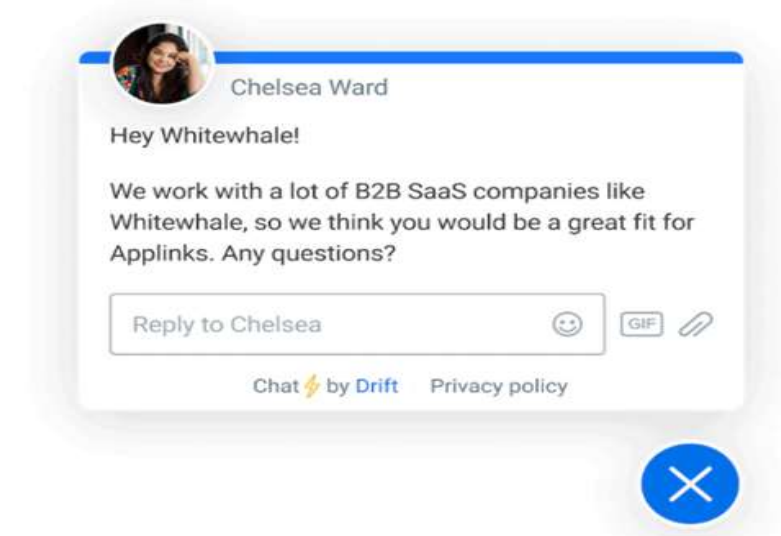 Chelsea Ward
Hey Whitewhale!
We work with a lot of B2B SaaS companies like
Whitewhale, so we think you would be a great fit for
Applinks. Any questions?
Reply to Chelsea
GIF
Chat⚡by Drift Privacy policy